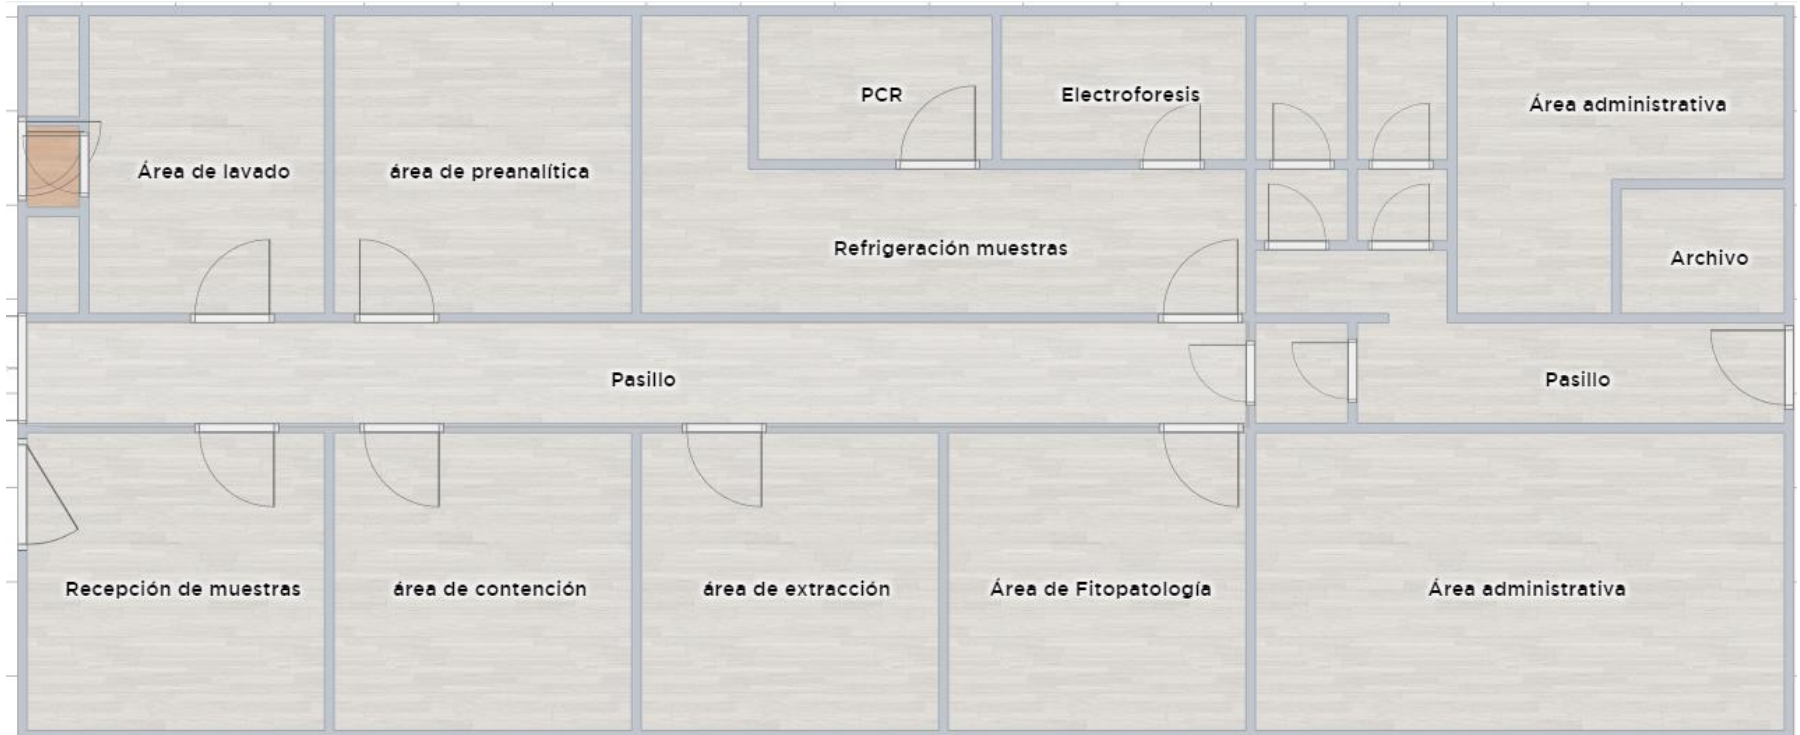 PCR
Electroforesis
Área administrativa
Área de lavado
área de preanalítica
Refrigeración muestras
Archivo
Pasillo
Pasillo
Recepción de muestras
área de contención
área de extracción
Área de Fitopatología
Área administrativa